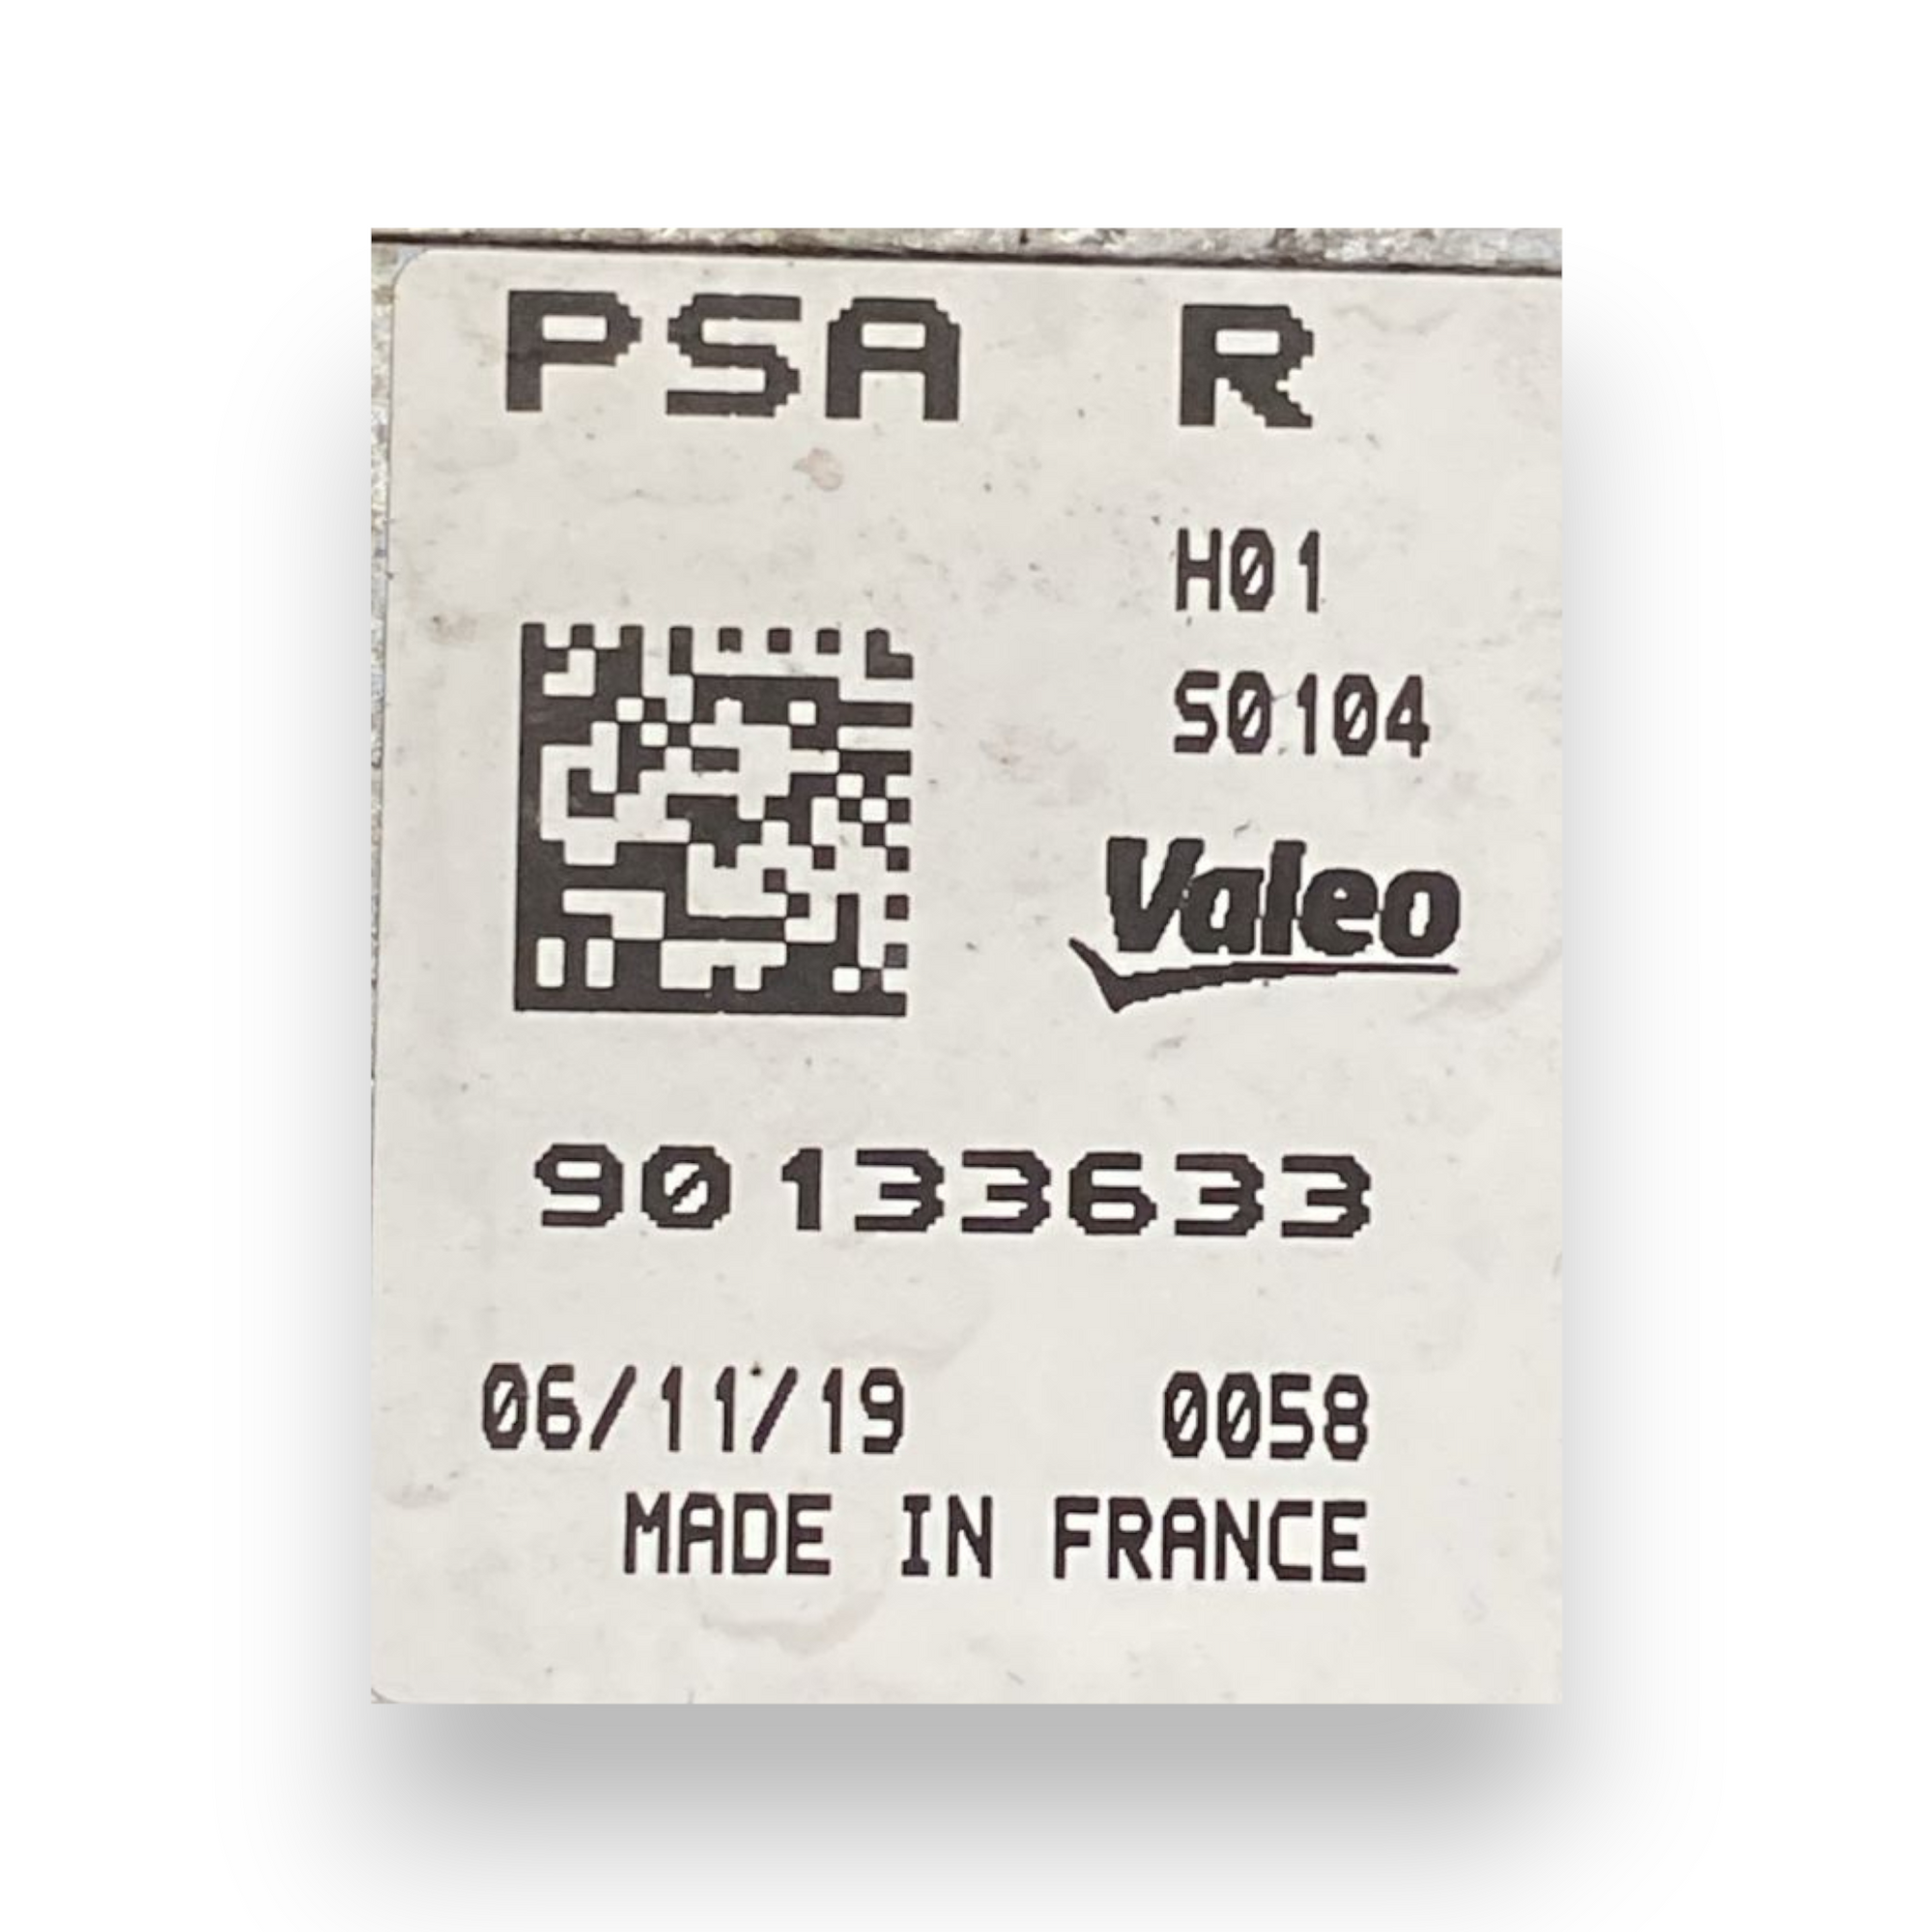 PSA R
H01
S0104
Valeo
90133633
06/11/19 0058
MADE IN FRANCE